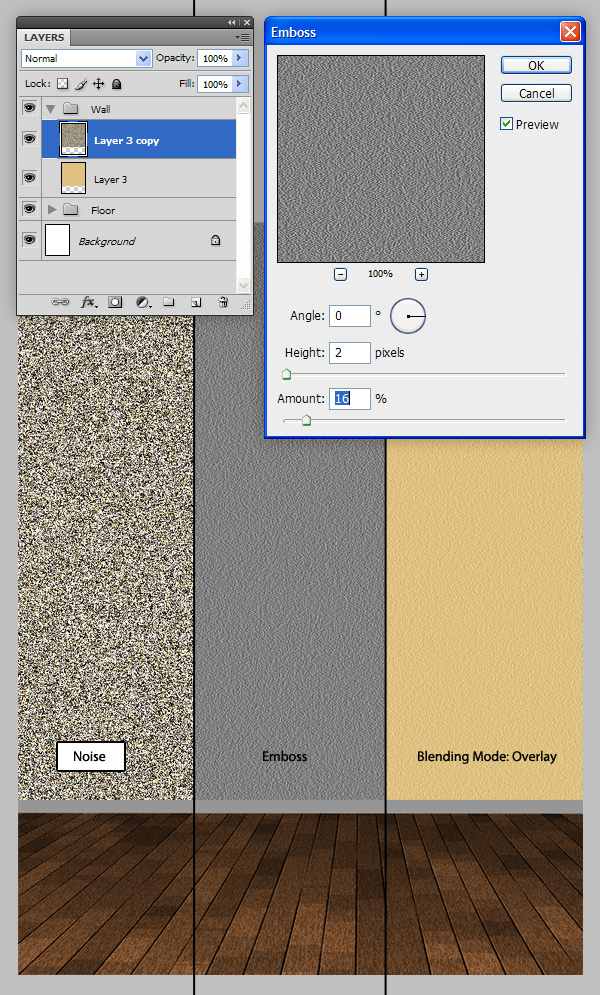 LAYERS
Normal
Opacity: 100%
Lock:
Fill: 100%
Wall
Layer 3 copy
Layer 3
Floor
Background
fx
Emboss
OK
Cancel
Preview
100%
Angle: 0 °
Height: 2 pixels
Amount: 16 %
Noise
Emboss
Blending Mode: Overlay